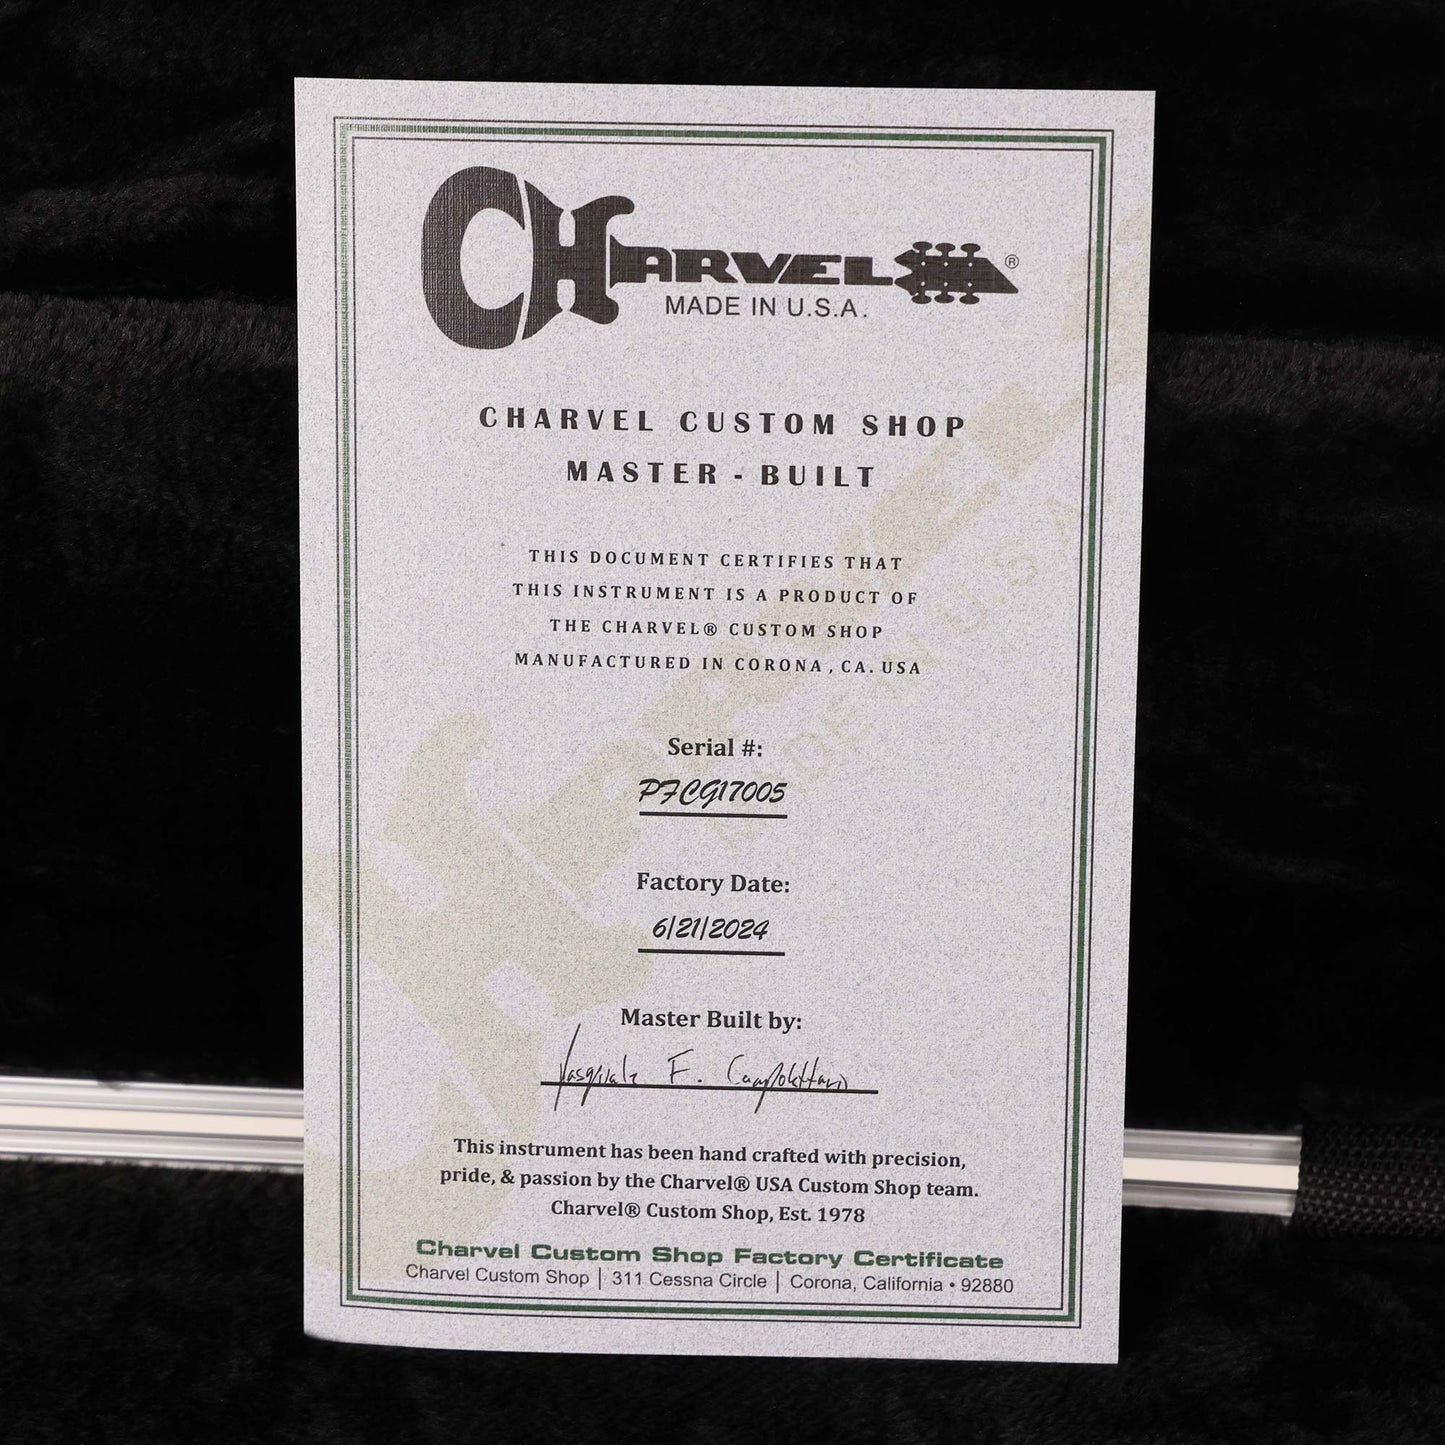 CHARVEL®
MADE IN U.S.A.
CHARVEL CUSTOM SHOP
MASTER - BUILT
THIS DOCUMENT CERTIFIES THAT
THIS INSTRUMENT IS A PRODUCT OF
THE CHARVEL® CUSTOM SHOP
MANUFACTURED IN CORONA, CA. USA
Serial #:
PFCG17005
Factory Date:
6/21/2024
Master Built by:
Pasquale F. Campolattano
This instrument has been hand crafted with precision,
pride, & passion by the Charvel® USA Custom Shop team.
Charvel® Custom Shop, Est. 1978
Charvel Custom Shop Factory Certificate
Charvel Custom Shop | 311 Cessna Circle | Corona, California • 92880